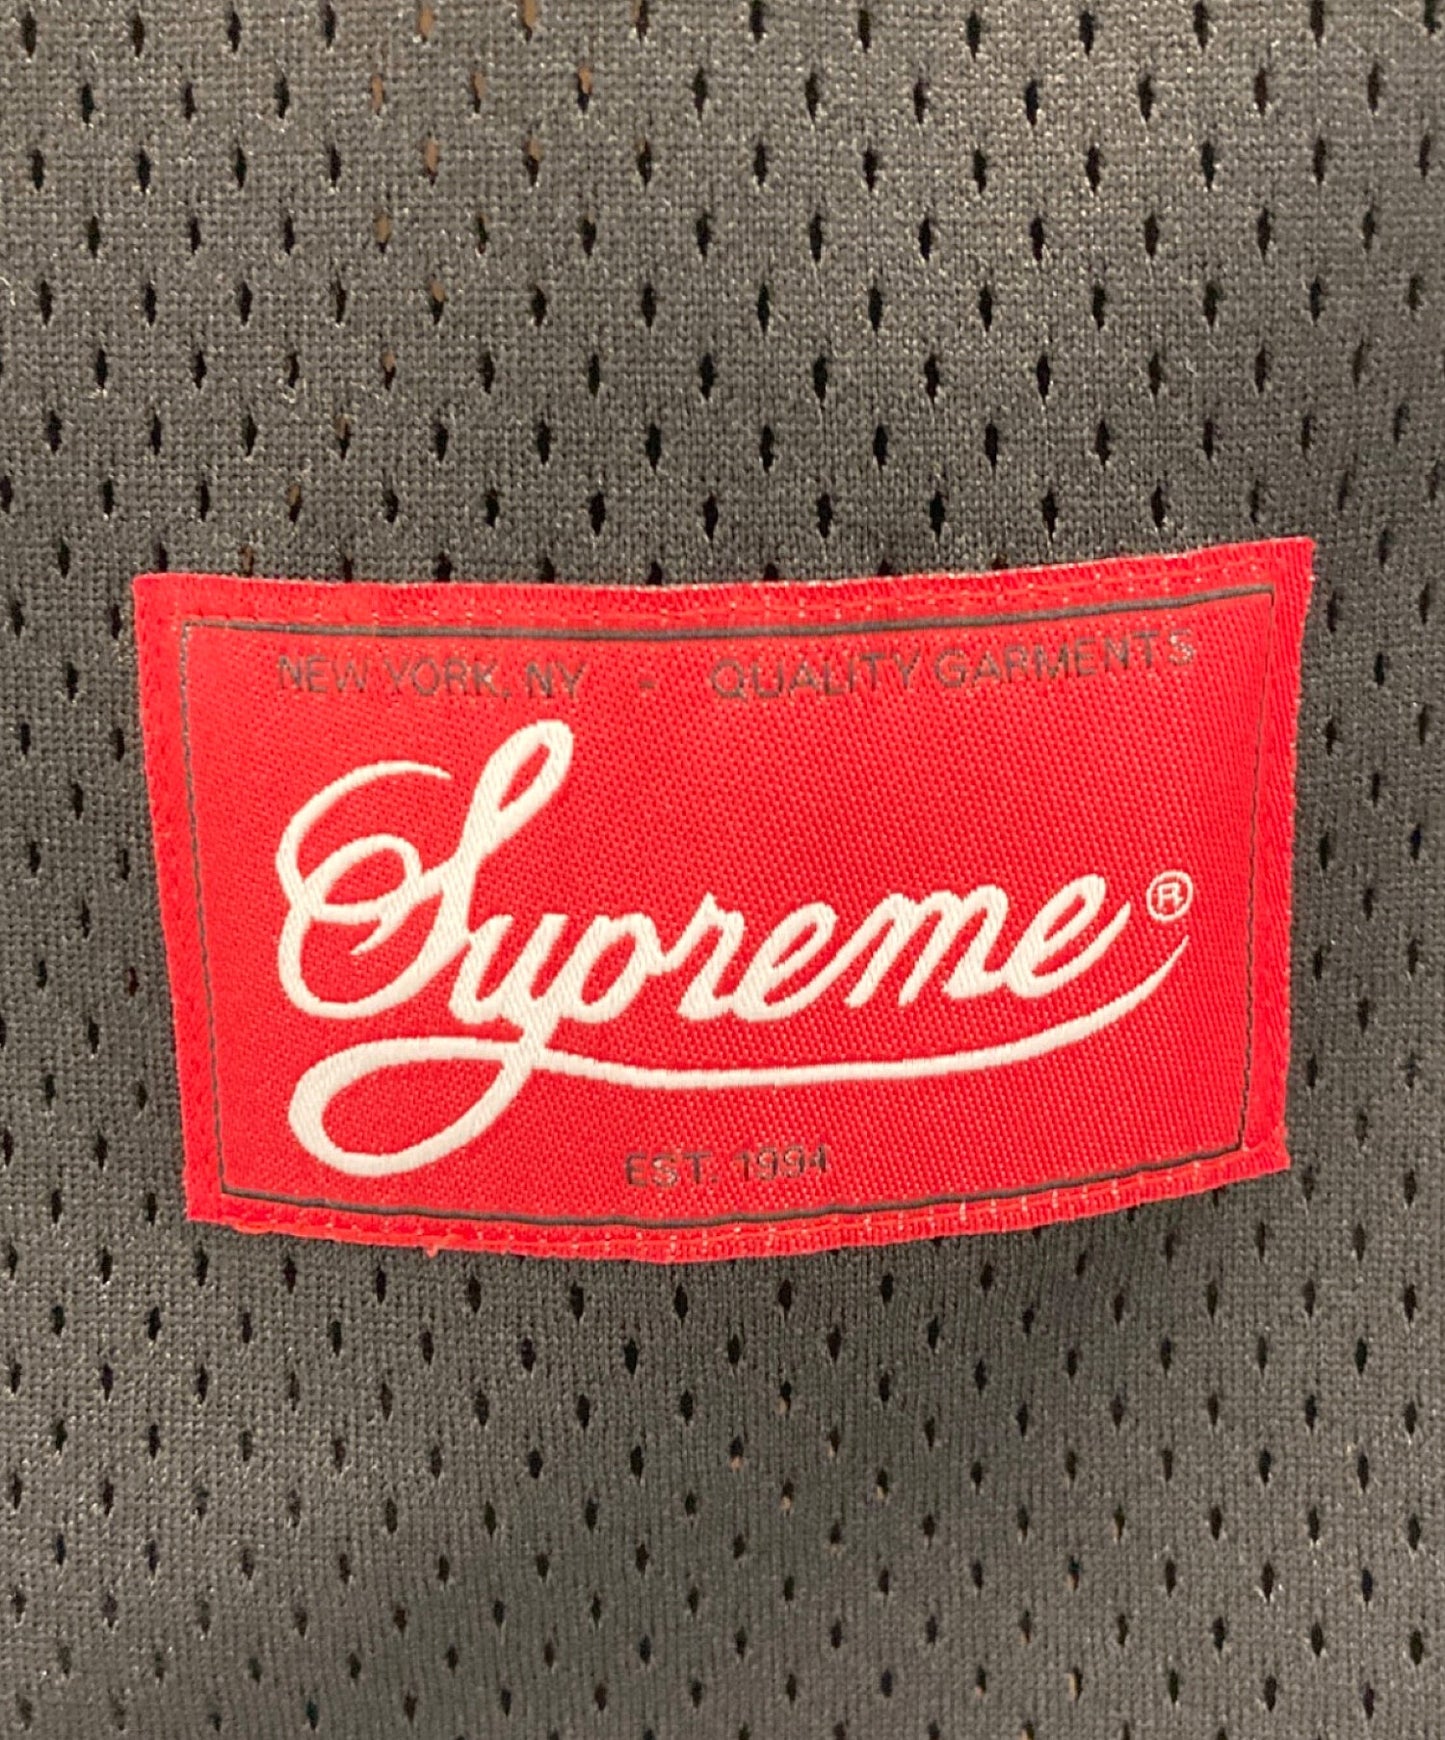 NEW YORK, NY - QUALITY GARMENTS
Supreme ®
EST. 1994